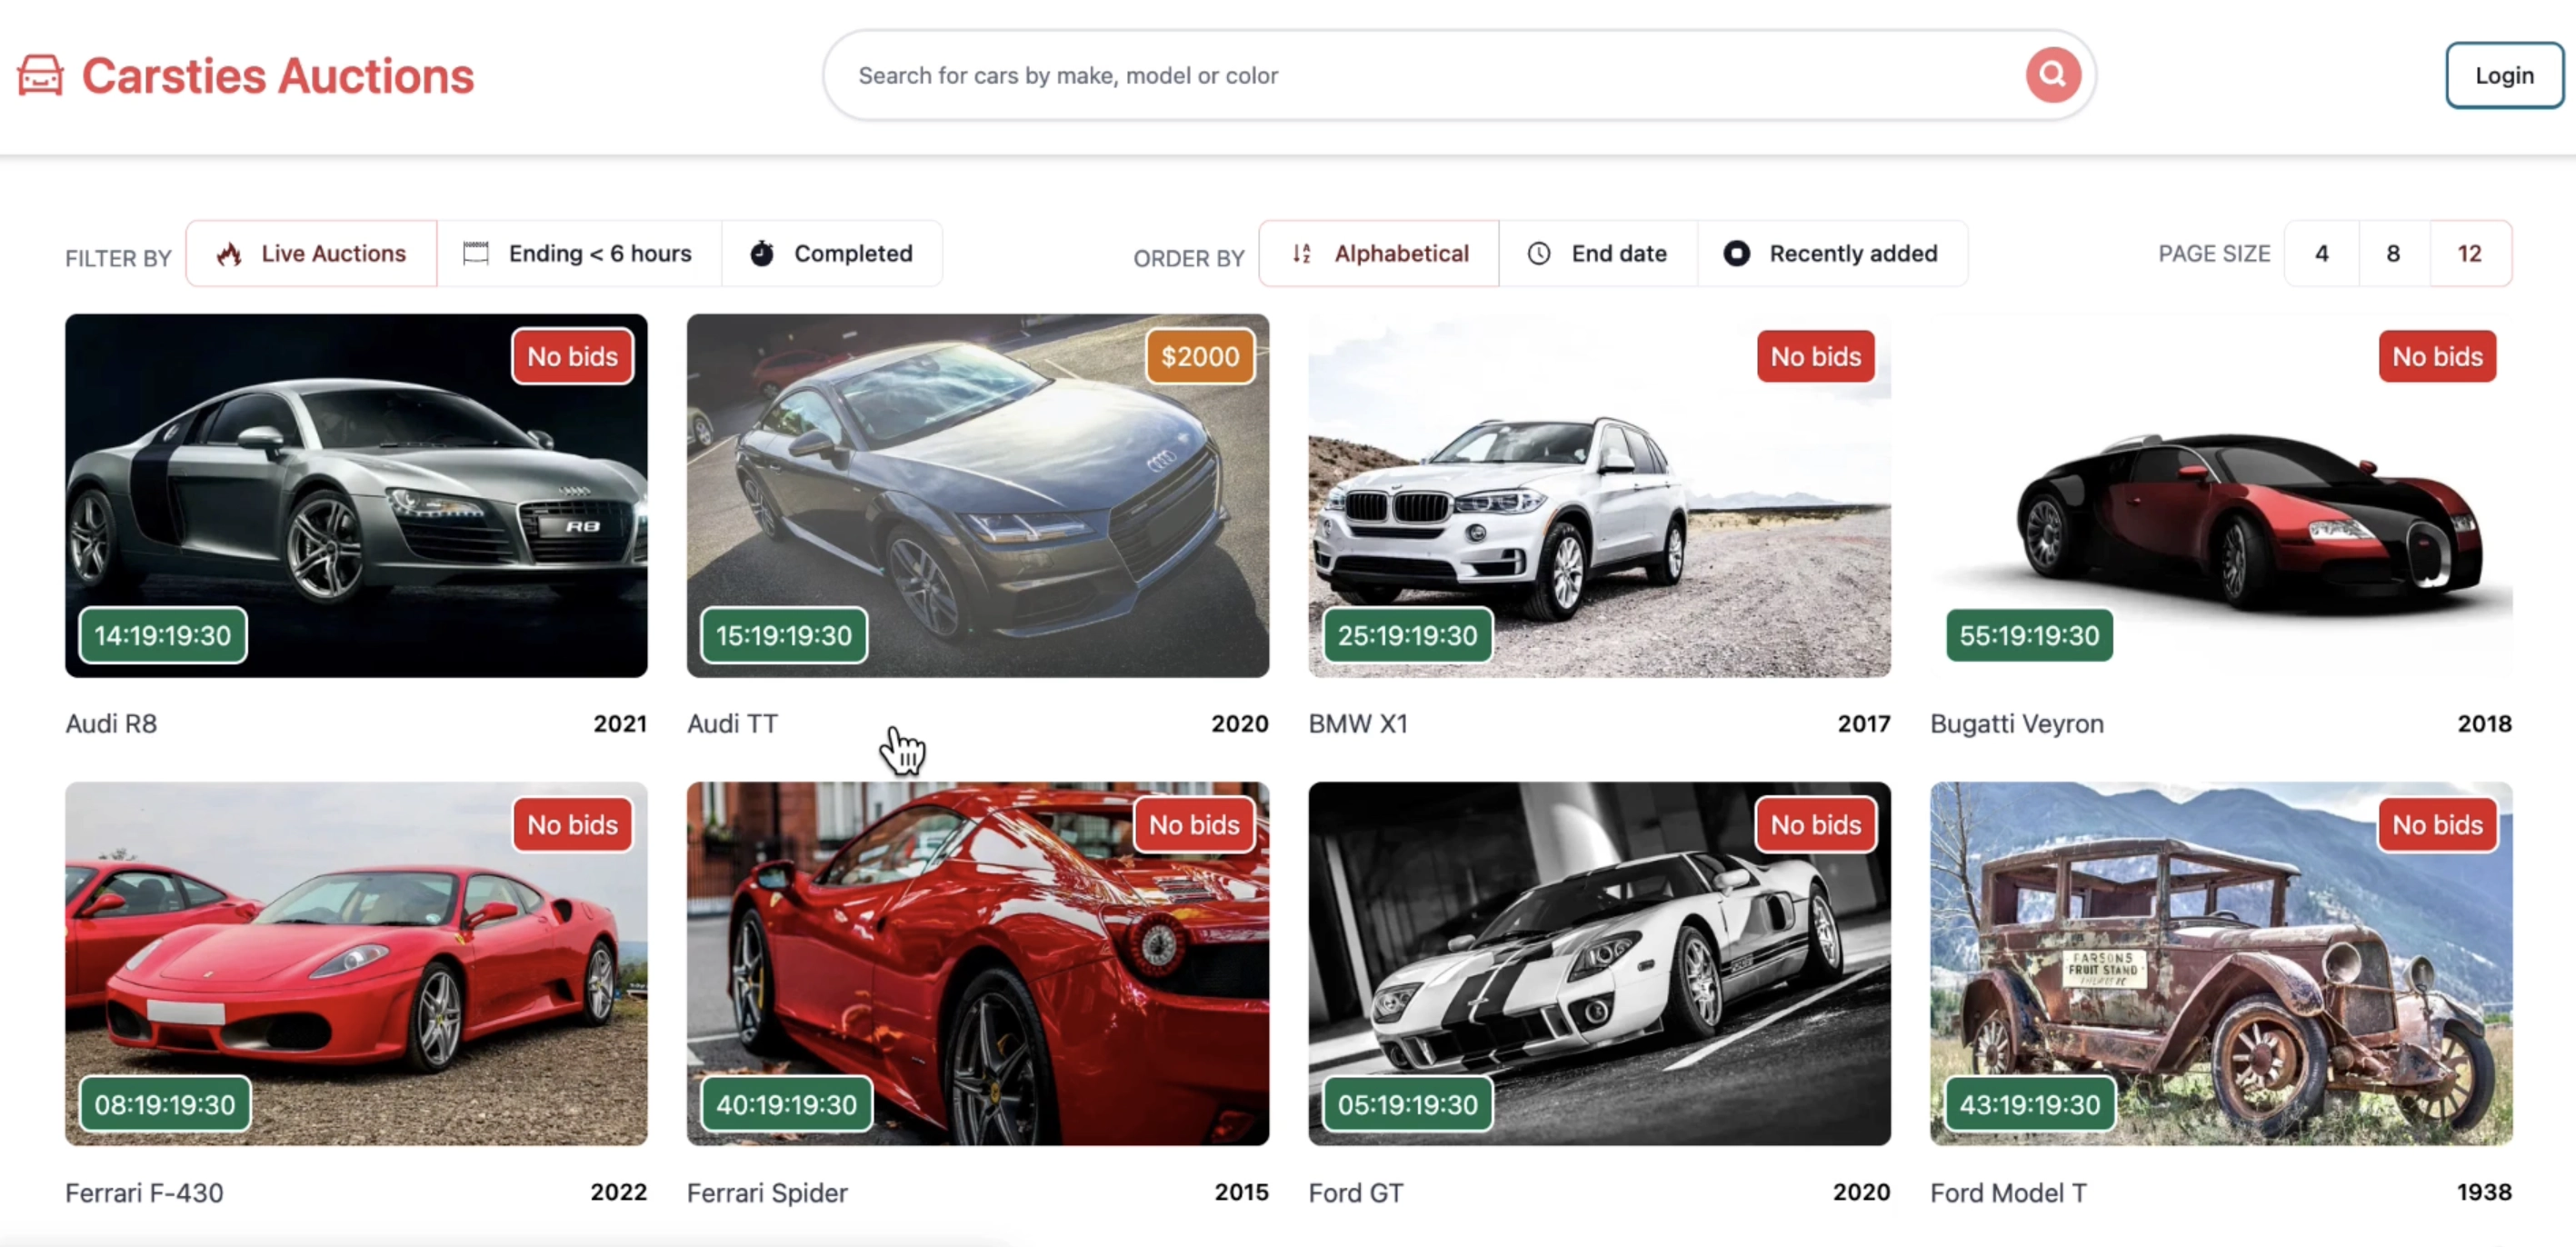 Carsties Auctions
Search for cars by make, model or color
Login
FILTER BY
Live Auctions
Ending < 6 hours
Completed
ORDER BY
Alphabetical
End date
Recently added
PAGE SIZE
4
8
12
No bids
R8
14:19:19:30
Audi R8
2021
$2000
15:19:19:30
Audi TT
2020
No bids
25:19:19:30
BMW X1
2017
No bids
55:19:19:30
Bugatti Veyron
2018
No bids
08:19:19:30
Ferrari F-430
2022
No bids
40:19:19:30
Ferrari Spider
2015
No bids
05:19:19:30
Ford GT
2020
No bids
FARSONS
FRUIT STAND
43:19:19:30
Ford Model T
1938